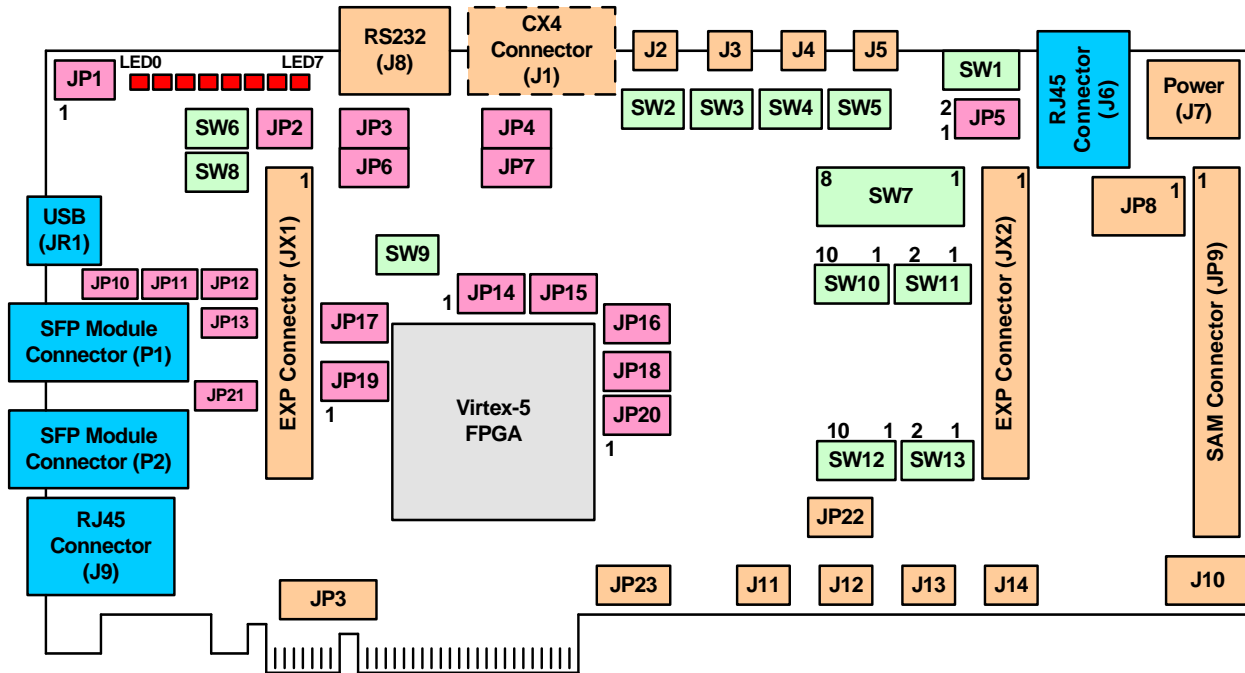 CX4
Connector
(J1)
RS232
(J8)
J2
J3
J4
J5
LED0
LED7
JP1
1
SW1
RJ45
Connector
(J6)
Power
(J7)
SW2
SW3
SW4
SW5
2
1
JP5
SW6
JP2
JP3
JP4
SW8
JP6
JP7
1
EXP Connector (JX1)
8
1
SW7
1
EXP Connector (JX2)
JP8
1
1
SAM Connector (JP9)
USB
(JR1)
SW9
10
1
2
1
SW10
SW11
JP10
JP11
JP12
1
JP14
JP15
SFP Module
Connector (P1)
JP13
JP17
JP16
JP19
1
JP18
JP21
JP20
1
Virtex-5
FPGA
SFP Module
Connector (P2)
10
1
2
1
SW12
SW13
RJ45
Connector
(J9)
JP22
JP3
JP23
J11
J12
J13
J14
J10